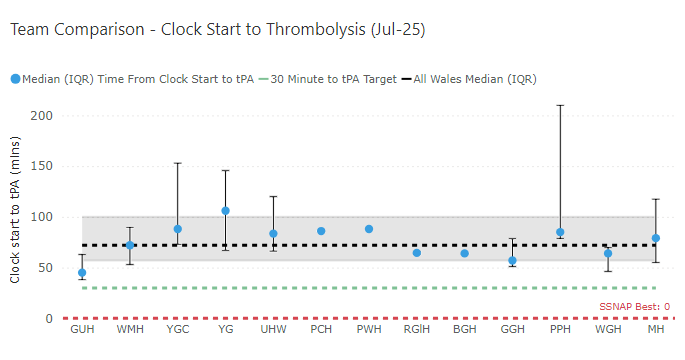 Team Comparison - Clock Start to Thrombolysis (Jul-25)
Median (IQR) Time From Clock Start to tPA 30 Minute to tPA Target All Wales Median (IQR)
Clock start to tPA (mins)
200
150
100
50
0
SSNAP Best: 0
GUH WMH YGC YG UHW PCH PWH RGlH BGH GGH PPH WGH MH